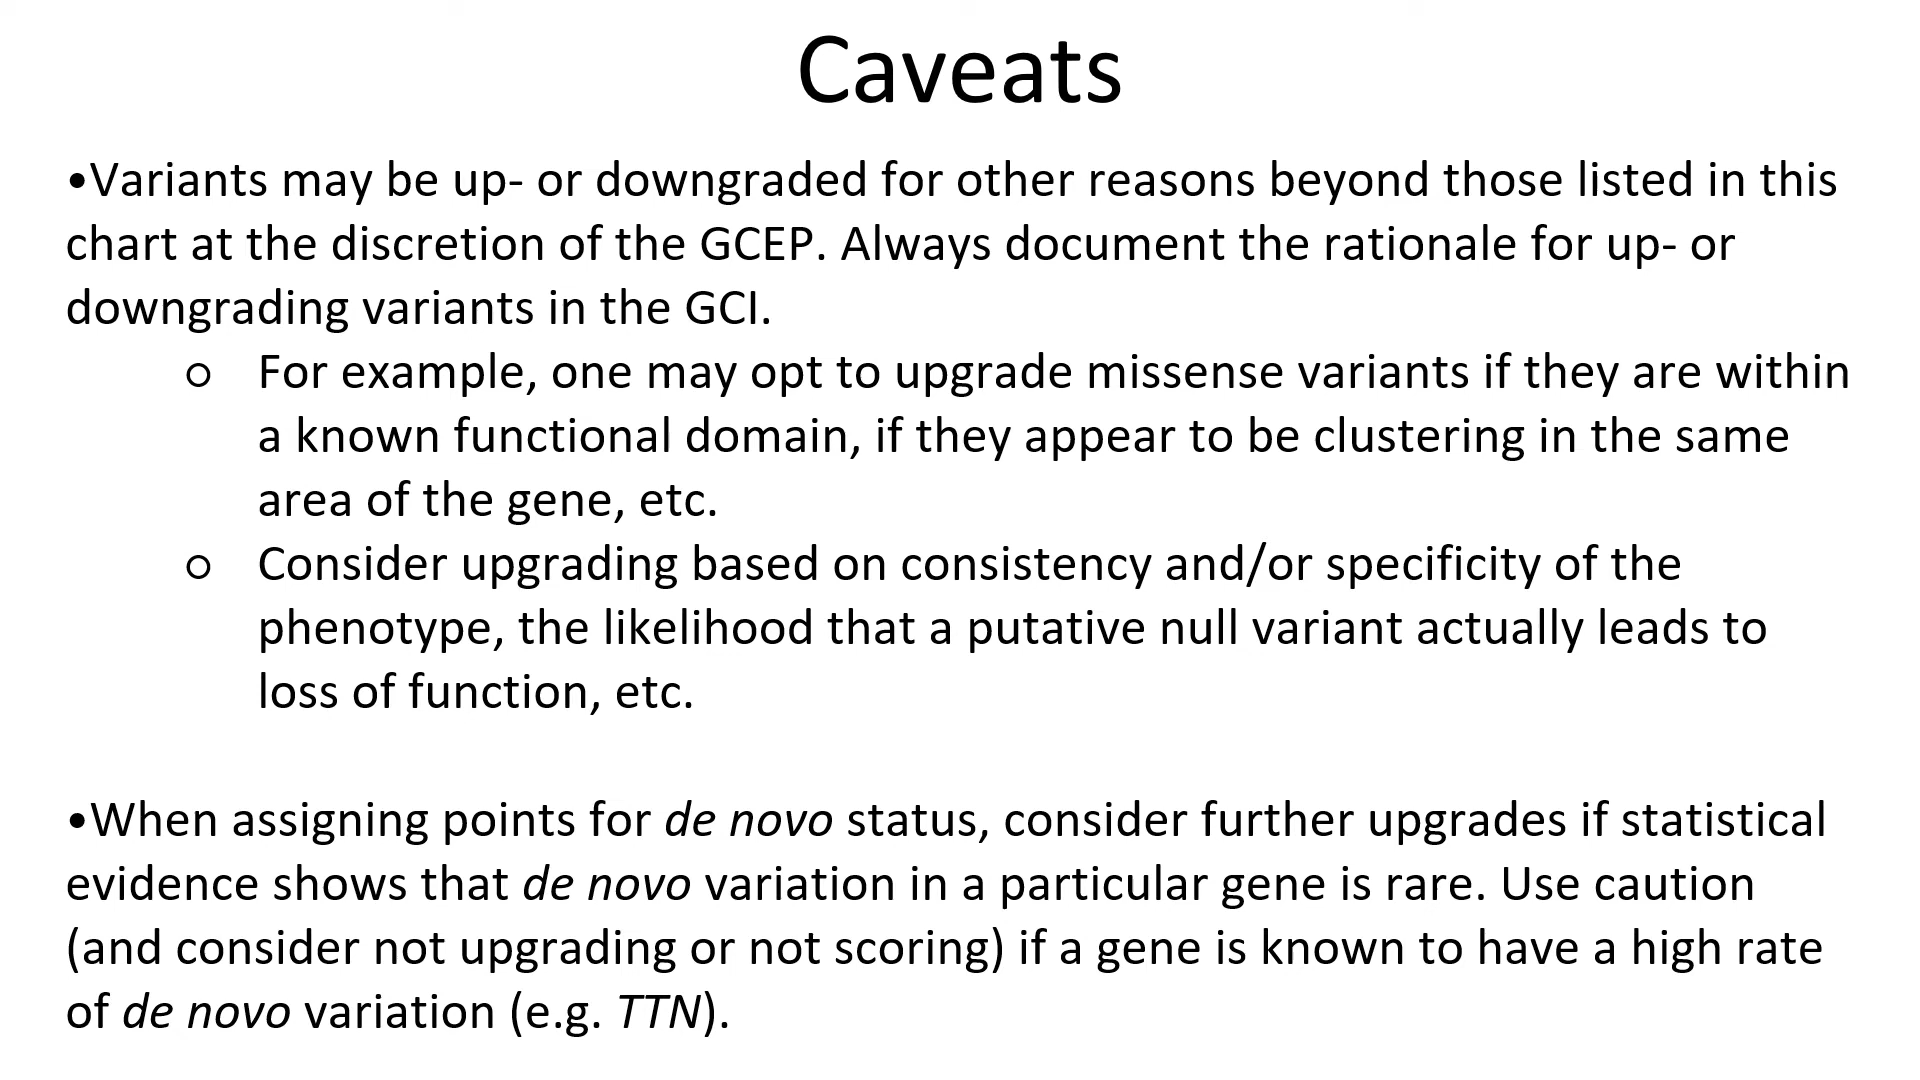 Caveats
•Variants may be up- or downgraded for other reasons beyond those listed in this
chart at the discretion of the GCEP. Always document the rationale for up- or
downgrading variants in the GCI.
○ For example, one may opt to upgrade missense variants if they are within
a known functional domain, if they appear to be clustering in the same
area of the gene, etc.
○ Consider upgrading based on consistency and/or specificity of the
phenotype, the likelihood that a putative null variant actually leads to
loss of function, etc.
•When assigning points for de novo status, consider further upgrades if statistical
evidence shows that de novo variation in a particular gene is rare. Use caution
(and consider not upgrading or not scoring) if a gene is known to have a high rate
of de novo variation (e.g. TTN).